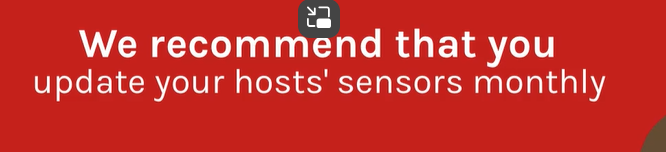 We recommend that you
update your hosts' sensors monthly